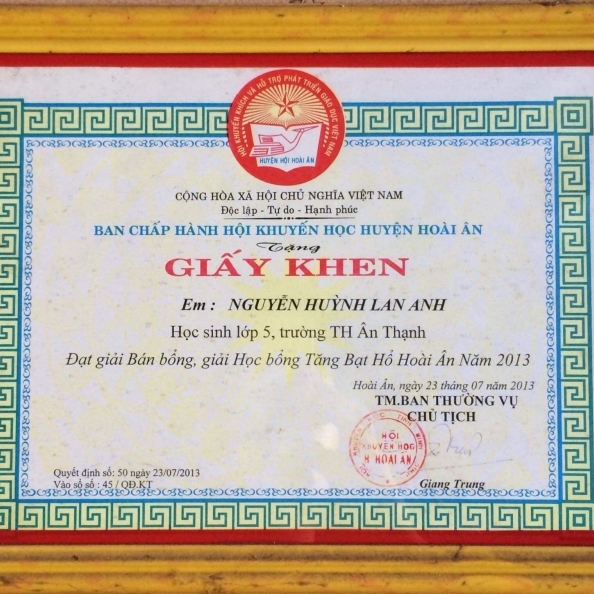 HỘI KHUYẾN KHÍCH VÀ HỖ TRỢ PHÁT TRIỂN GIÁO DỤC VIỆT NAM
HUYỆN HỘI HOÀI ÂN
CỘNG HÒA XÃ HỘI CHỦ NGHĨA VIỆT NAM
Độc lập - Tự do - Hạnh phúc
BAN CHẤP HÀNH HỘI KHUYẾN HỌC HUYỆN HOÀI ÂN
Tặng
GIẤY KHEN
Em : NGUYỄN HUỲNH LAN ANH
Học sinh lớp 5, trường TH Ân Thạnh
Đạt giải Bán bổng, giải Học bổng Tăng Bạt Hổ Hoài Ân Năm 2013
Hoài Ân, ngày 23 tháng 07 năm 2013
TM.BAN THƯỜNG VỤ
CHỦ TỊCH
HỘI
KHUYẾN HỌC
H HOÀI ÂN
Quyết định số: 50 ngày 23/07/2013
Vào sổ số : 45 / QĐ.KT
Giang Trung